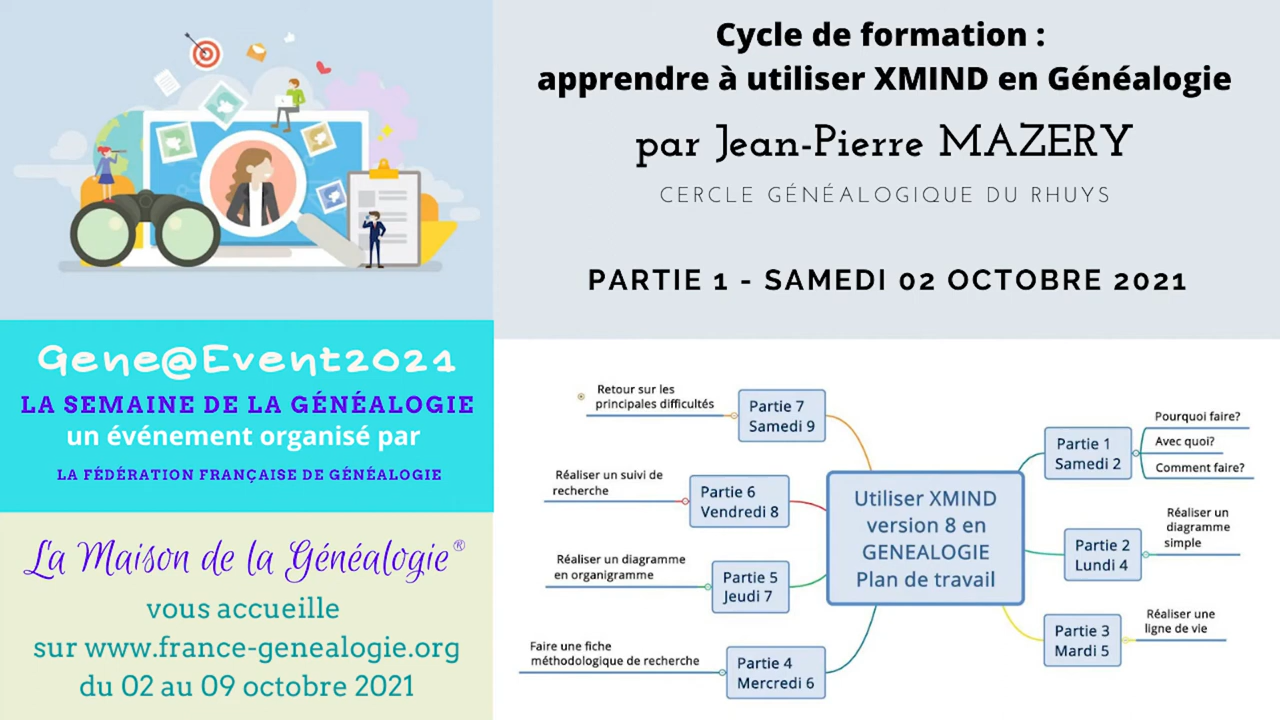 Cycle de formation :
apprendre à utiliser XMIND en Généalogie
par Jean-Pierre MAZERY
CERCLE GÉNÉALOGIQUE DU RHUYS
PARTIE 1 - SAMEDI 02 OCTOBRE 2021
Gene@Event2021
LA SEMAINE DE LA GÉNÉALOGIE
un événement organisé par
LA FÉDÉRATION FRANÇAISE DE GÉNÉALOGIE
La Maison de la Généalogie®
vous accueille
sur www.france-genealogie.org
du 02 au 09 octobre 2021
Utiliser XMIND
version 8 en
GENEALOGIE
Plan de travail
Partie 1
Samedi 2
Pourquoi faire?
Avec quoi?
Comment faire?
Partie 2
Lundi 4
Réaliser un
diagramme
simple
Partie 3
Mardi 5
Réaliser une
ligne de vie
Partie 4
Mercredi 6
Faire une fiche
méthodologique de recherche
Partie 5
Jeudi 7
Réaliser un diagramme
en organigramme
Partie 6
Vendredi 8
Réaliser un suivi de
recherche
Partie 7
Samedi 9
Retour sur les
principales difficultés